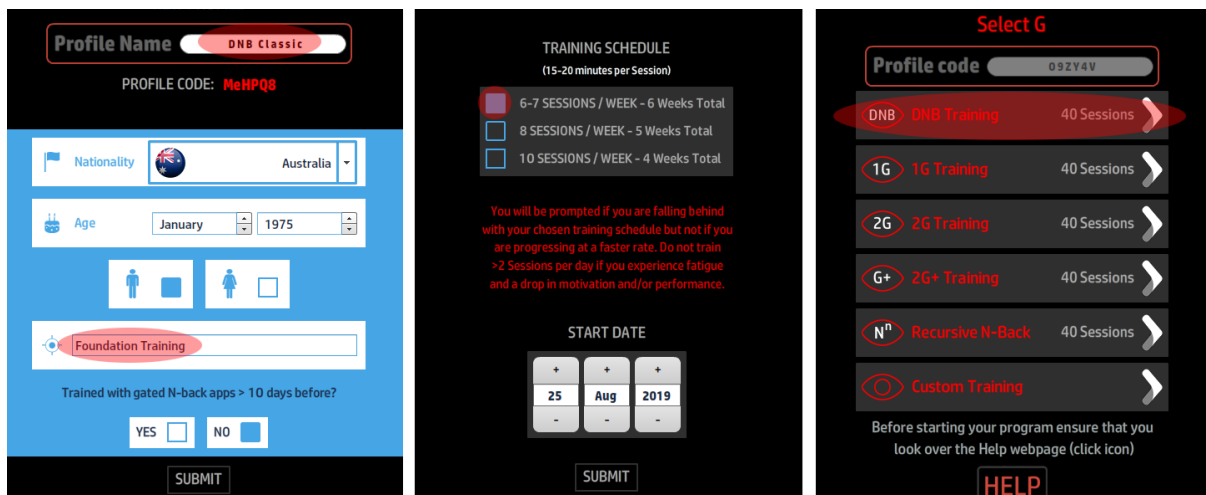 Profile Name DNB Classic
PROFILE CODE: MeHPQ8
Nationality Australia
Age January 1975
Foundation Training
Trained with gated N-back apps > 10 days before?
YES NO
SUBMIT
TRAINING SCHEDULE
(15-20 minutes per Session)
6-7 SESSIONS / WEEK - 6 Weeks Total
8 SESSIONS / WEEK - 5 Weeks Total
10 SESSIONS / WEEK - 4 Weeks Total
You will be prompted if you are falling behind
with your chosen training schedule but not if you
are progressing at a faster rate. Do not train
>2 Sessions per day if you experience fatigue
and a drop in motivation and/or performance.
START DATE
+ + +
25 Aug 2019
- - -
SUBMIT
Select G
Profile code O9ZY4V
DNB DNB Training 40 Sessions
1G 1G Training 40 Sessions
2G 2G Training 40 Sessions
G+ 2G+ Training 40 Sessions
Nⁿ Recursive N-Back 40 Sessions
Custom Training
Before starting your program ensure that you
look over the Help webpage (click icon)
HELP